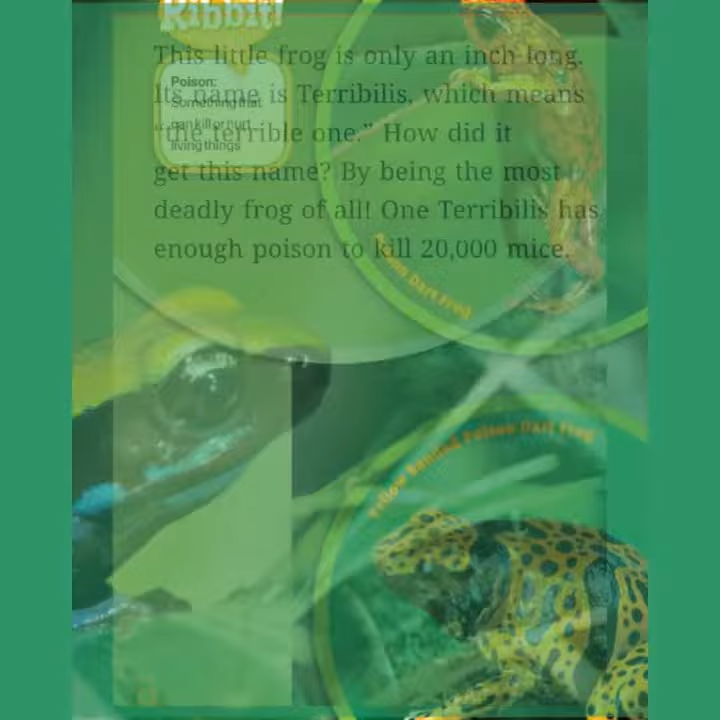 Ribbit!
Poison:
Something that
can kill or hurt
living things
This little frog is only an inch long.
Its name is Terribilis, which means
“the terrible one.” How did it
get this name? By being the most
deadly frog of all! One Terribilis has
enough poison to kill 20,000 mice.
Poison Dart Frog
Yellow Banded Poison Dart Frog